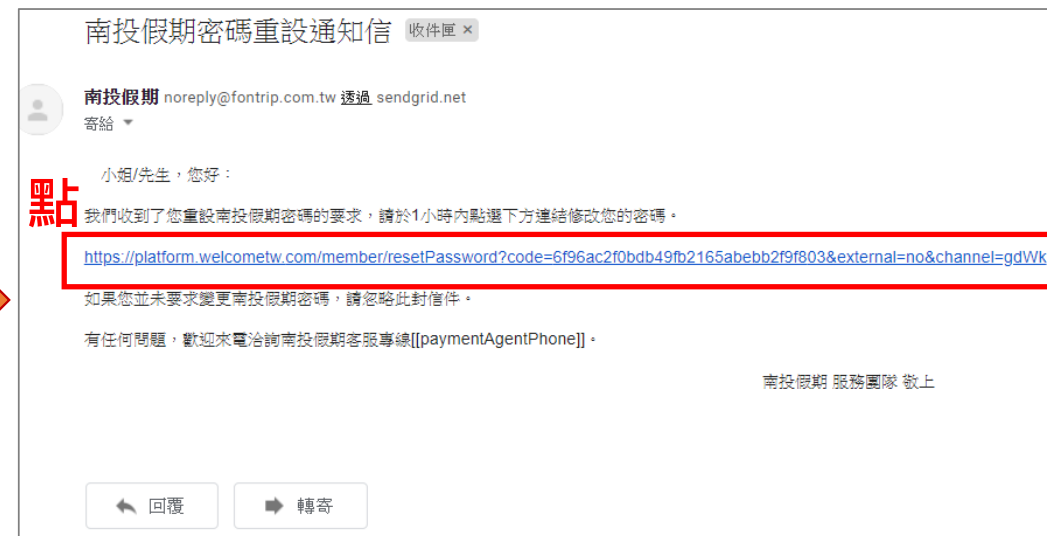 南投假期密碼重設通知信 收件匣 ×
南投假期 noreply@fontrip.com.tw 透過 sendgrid.net
寄給
小姐/先生，您好：
點
我們收到了您重設南投假期密碼的要求，請於1小時內點選下方連結修改您的密碼。
https://platform.welcometw.com/member/resetPassword?code=6f96ac2f0bdb49fb2165abebb2f9f803&external=no&channel=gdWk
如果您並未要求變更南投假期密碼，請忽略此封信件。
有任何問題，歡迎來電洽詢南投假期客服專線[[paymentAgentPhone]]。
南投假期 服務團隊 敬上
回覆
轉寄